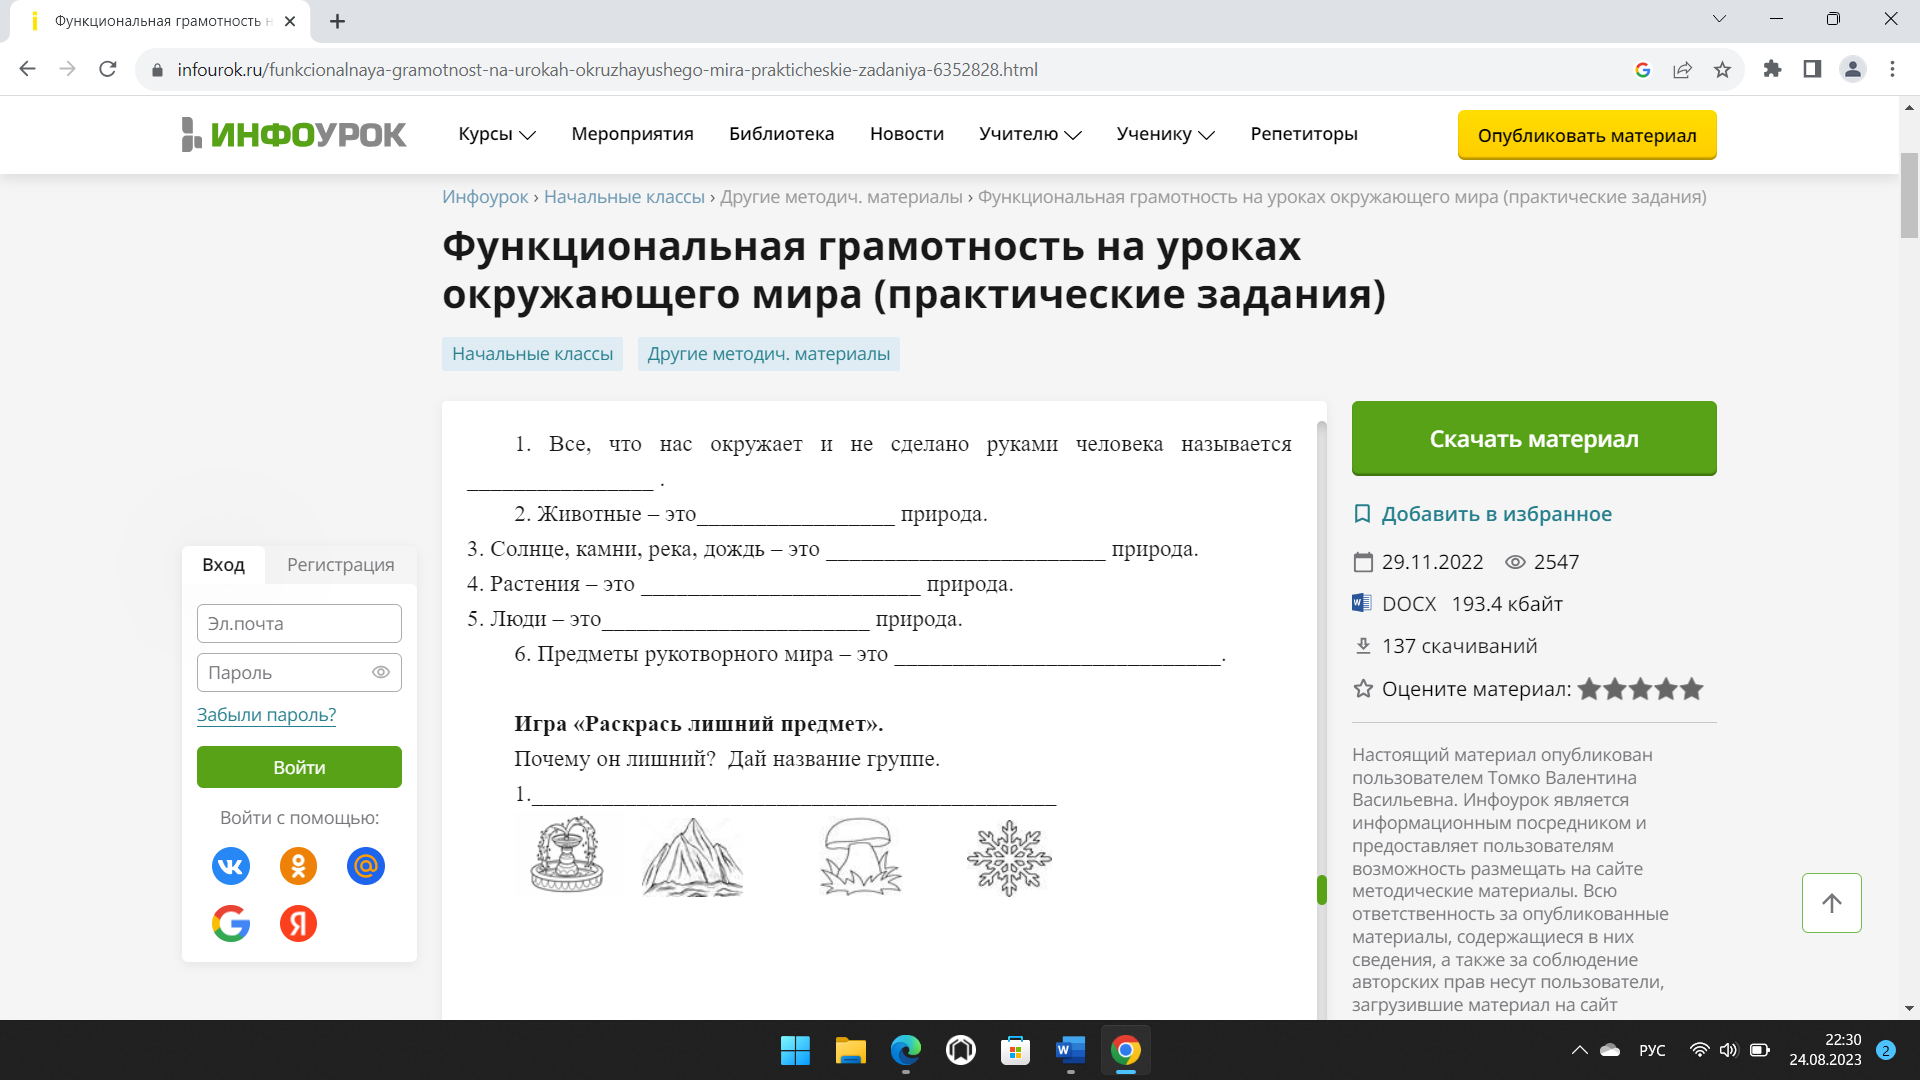 Функциональная грамотность н
infourok.ru/funkcionalnaya-gramotnost-na-urokah-okruzhayushego-mira-prakticheskie-zadaniya-6352828.html
ИНФОУРОК
Курсы Мероприятия Библиотека Новости Учителю Ученику Репетиторы
Опубликовать материал
Инфоурок › Начальные классы › Другие методич. материалы › Функциональная грамотность на уроках окружающего мира (практические задания)
Функциональная грамотность на уроках
окружающего мира (практические задания)
Начальные классы Другие методич. материалы
1. Все, что нас окружает и не сделано руками человека называется
________________ .
2. Животные – это_________________ природа.
3. Солнце, камни, река, дождь – это ________________________ природа.
4. Растения – это ________________________ природа.
5. Люди – это_______________________ природа.
6. Предметы рукотворного мира – это ____________________________.
Игра «Раскрась лишний предмет».
Почему он лишний? Дай название группе.
1._____________________________________________
Вход Регистрация
Эл.почта
Пароль
Забыли пароль?
Войти
Войти с помощью:
Я
Скачать материал
Добавить в избранное
29.11.2022 2547
W DOCX 193.4 кбайт
137 скачиваний
Оцените материал:
Настоящий материал опубликован
пользователем Томко Валентина
Васильевна. Инфоурок является
информационным посредником и
предоставляет пользователям
возможность размещать на сайте
методические материалы. Всю
ответственность за опубликованные
материалы, содержащиеся в них
сведения, а также за соблюдение
авторских прав несут пользователи,
загрузившие материал на сайт
W
РУС
22:30
24.08.2023
2